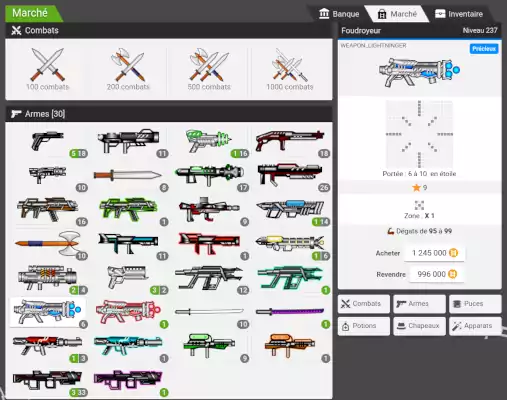 Marché
Banque
Marché
Inventaire
Combats
100 combats
200 combats
500 combats
1000 combats
Armes [30]
5 18
11
1 16
18
10
8
17
26
16
1
9
1 14
10
11
1
1 6
2 4
3 2
12
1
6
1
10
1
1 3
1
9
1
3 33
1
Foudroyeur
Niveau 237
WEAPON_LIGHTNINGER
Précieux
Portée : 6 à 10 en étoile
9
Zone : X 1
Dégats de 95 à 99
Acheter
1 245 000
Revendre
996 000
Combats
Armes
Puces
Potions
Chapeaux
Apparats